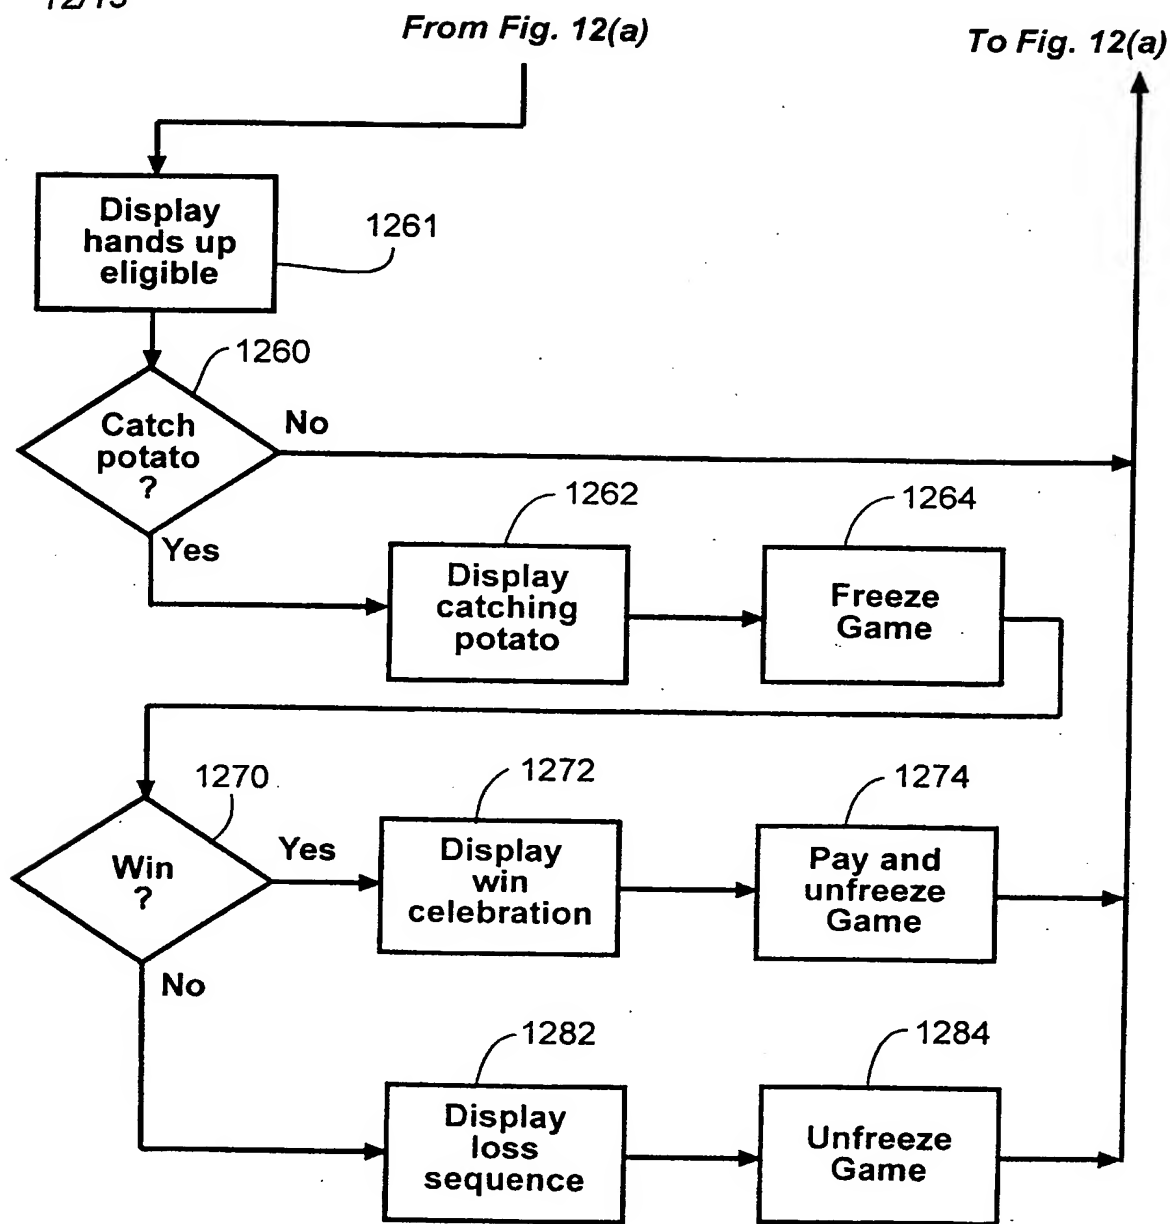 From Fig. 12(a)
To Fig. 12(a)
Display
hands up
eligible
1261
1260
Catch
potato
?
No
Yes
1262
Display
catching
potato
1264
Freeze
Game
1270
Win
?
Yes
1272
Display
win
celebration
1274
Pay and
unfreeze
Game
No
1282
Display
loss
sequence
1284
Unfreeze
Game